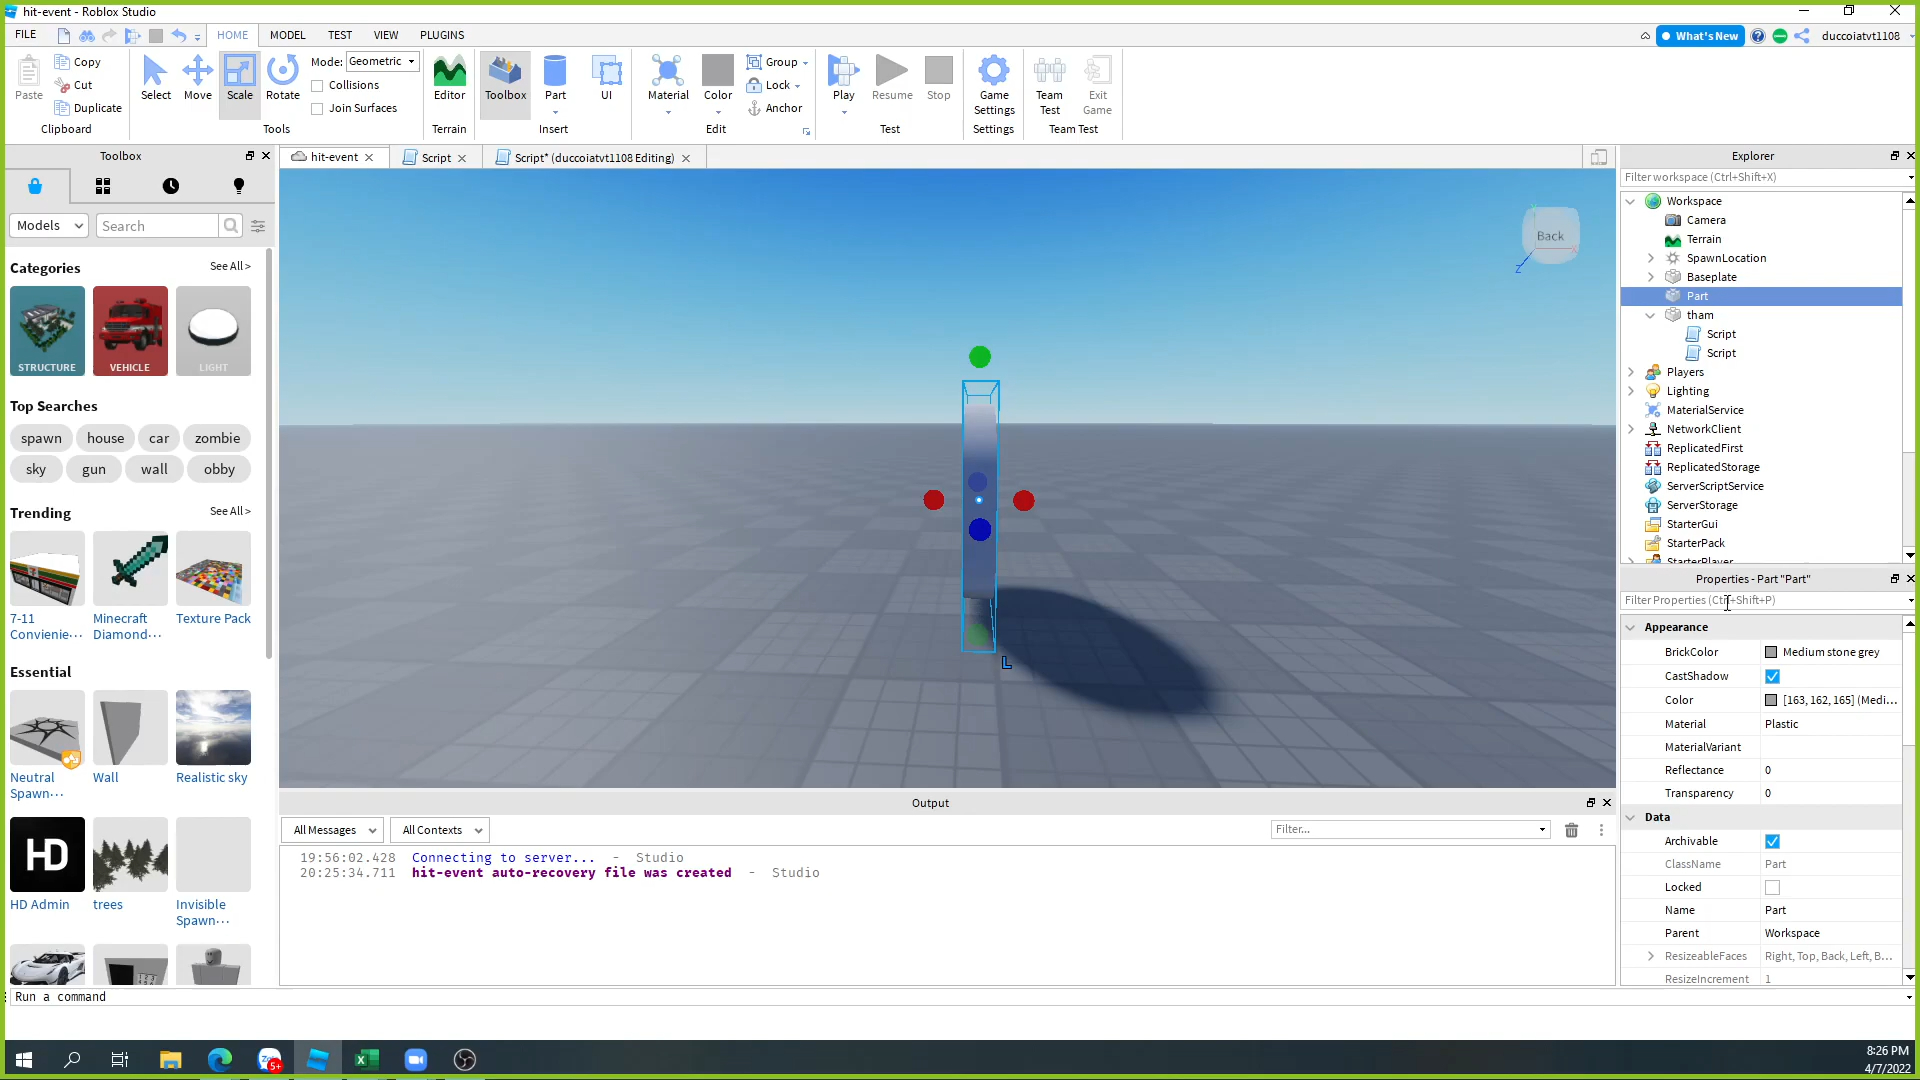 hit-event - Roblox Studio
FILE HOME MODEL TEST VIEW PLUGINS What's New duccoiatvt1108
Paste Copy Cut Duplicate Clipboard
Select Move Scale Rotate Mode: Geometric Collisions Join Surfaces Tools
Editor Terrain
Toolbox Part UI Insert
Material Color Group Lock Anchor Edit
Play Resume Stop Test
Game Settings Settings
Team Test Exit Game Team Test
Toolbox
Models Search
Categories See All >
STRUCTURE VEHICLE LIGHT
Top Searches
spawn house car zombie
sky gun wall obby
Trending See All >
7-11 Convienie... Minecraft Diamond... Texture Pack
Essential
Neutral Spawn... Wall Realistic sky
HD
HD Admin trees Invisible Spawn...
hit-event Script Script* (duccoiatvt1108 Editing)
Back
Z
L
Output
All Messages All Contexts Filter...
19:56:02.428 Connecting to server... - Studio
20:25:34.711 hit-event auto-recovery file was created - Studio
Explorer
Filter workspace (Ctrl+Shift+X)
Workspace
Camera
Terrain
SpawnLocation
Baseplate
Part
tham
Script
Script
Players
Lighting
MaterialService
NetworkClient
ReplicatedFirst
ReplicatedStorage
ServerScriptService
ServerStorage
StarterGui
StarterPack
StarterPlayer
Properties - Part "Part"
Filter Properties (Ctrl+Shift+P)
Appearance
BrickColor Medium stone grey
CastShadow
Color [163, 162, 165] (Medi...
Material Plastic
MaterialVariant
Reflectance 0
Transparency 0
Data
Archivable
ClassName Part
Locked
Name Part
Parent Workspace
ResizeableFaces Right, Top, Back, Left, B...
ResizeIncrement 1
Run a command
5+
8:26 PM
4/7/2022